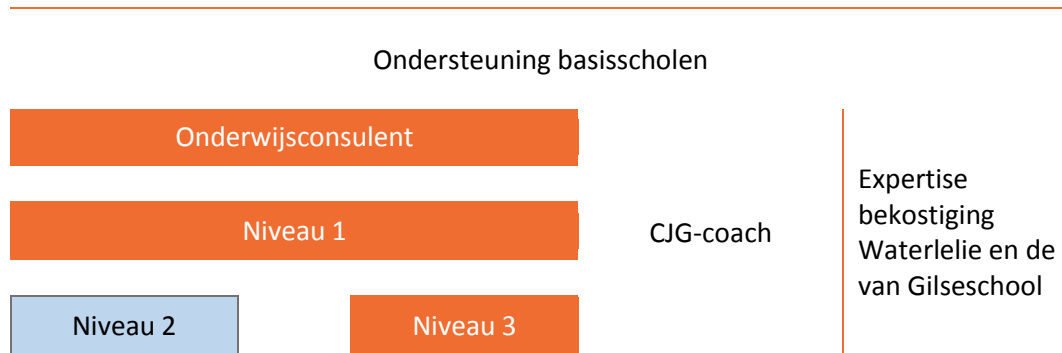 Ondersteuning basisscholen
Onderwijsconsulent
Niveau 1
Niveau 2
Niveau 3
CJG-coach
Expertise
bekostiging
Waterlelie en de
van Gilseschool